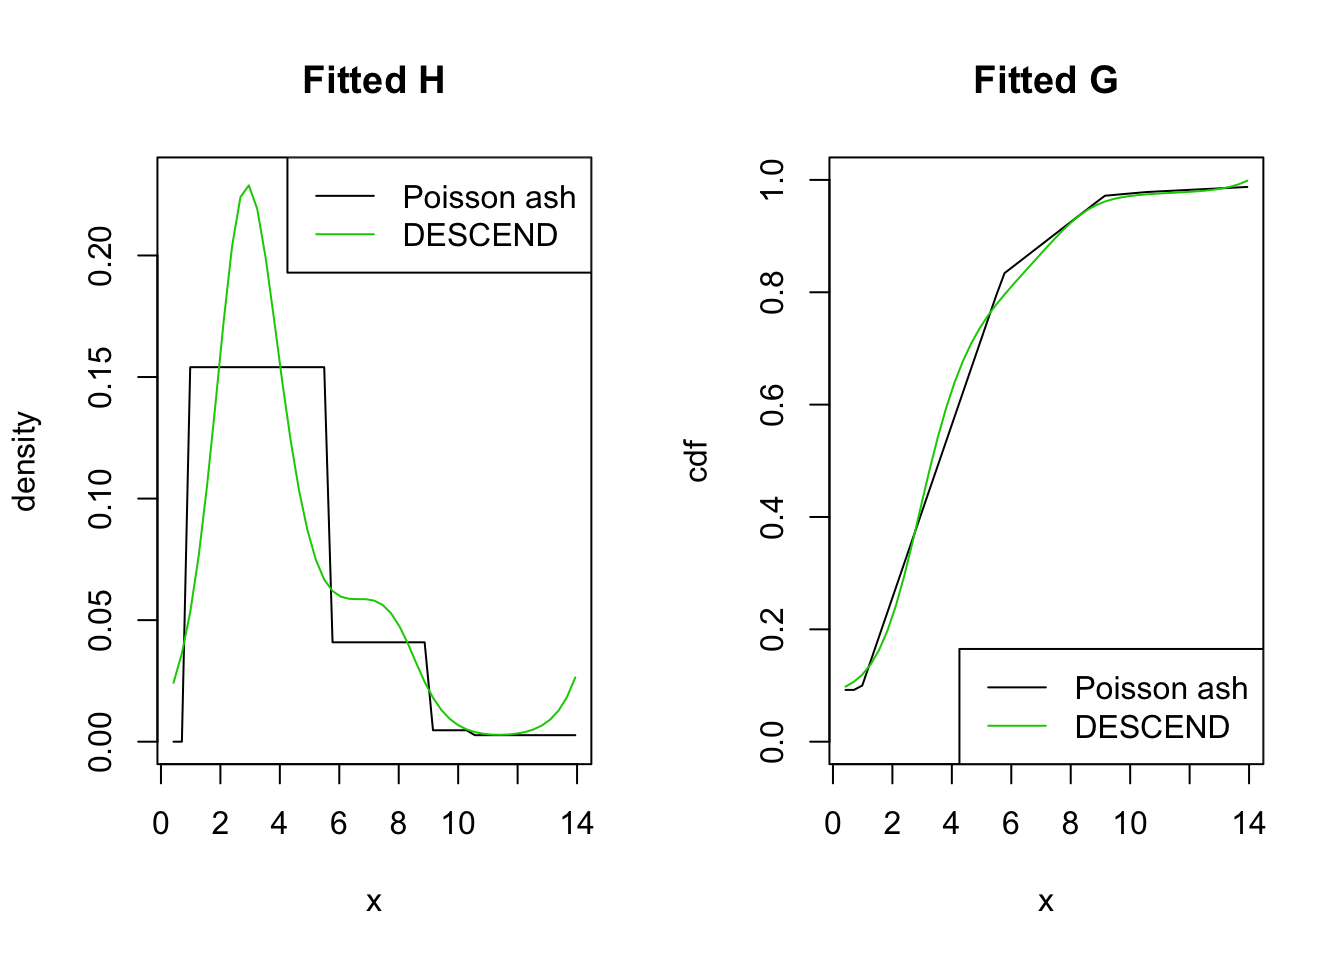 Fitted H
density
0.00
0.05
0.10
0.15
0.20
Poisson ash
DESCEND
0 2 4 6 8 10 14
x
Fitted G
cdf
0.0
0.2
0.4
0.6
0.8
1.0
Poisson ash
DESCEND
0 2 4 6 8 10 14
x